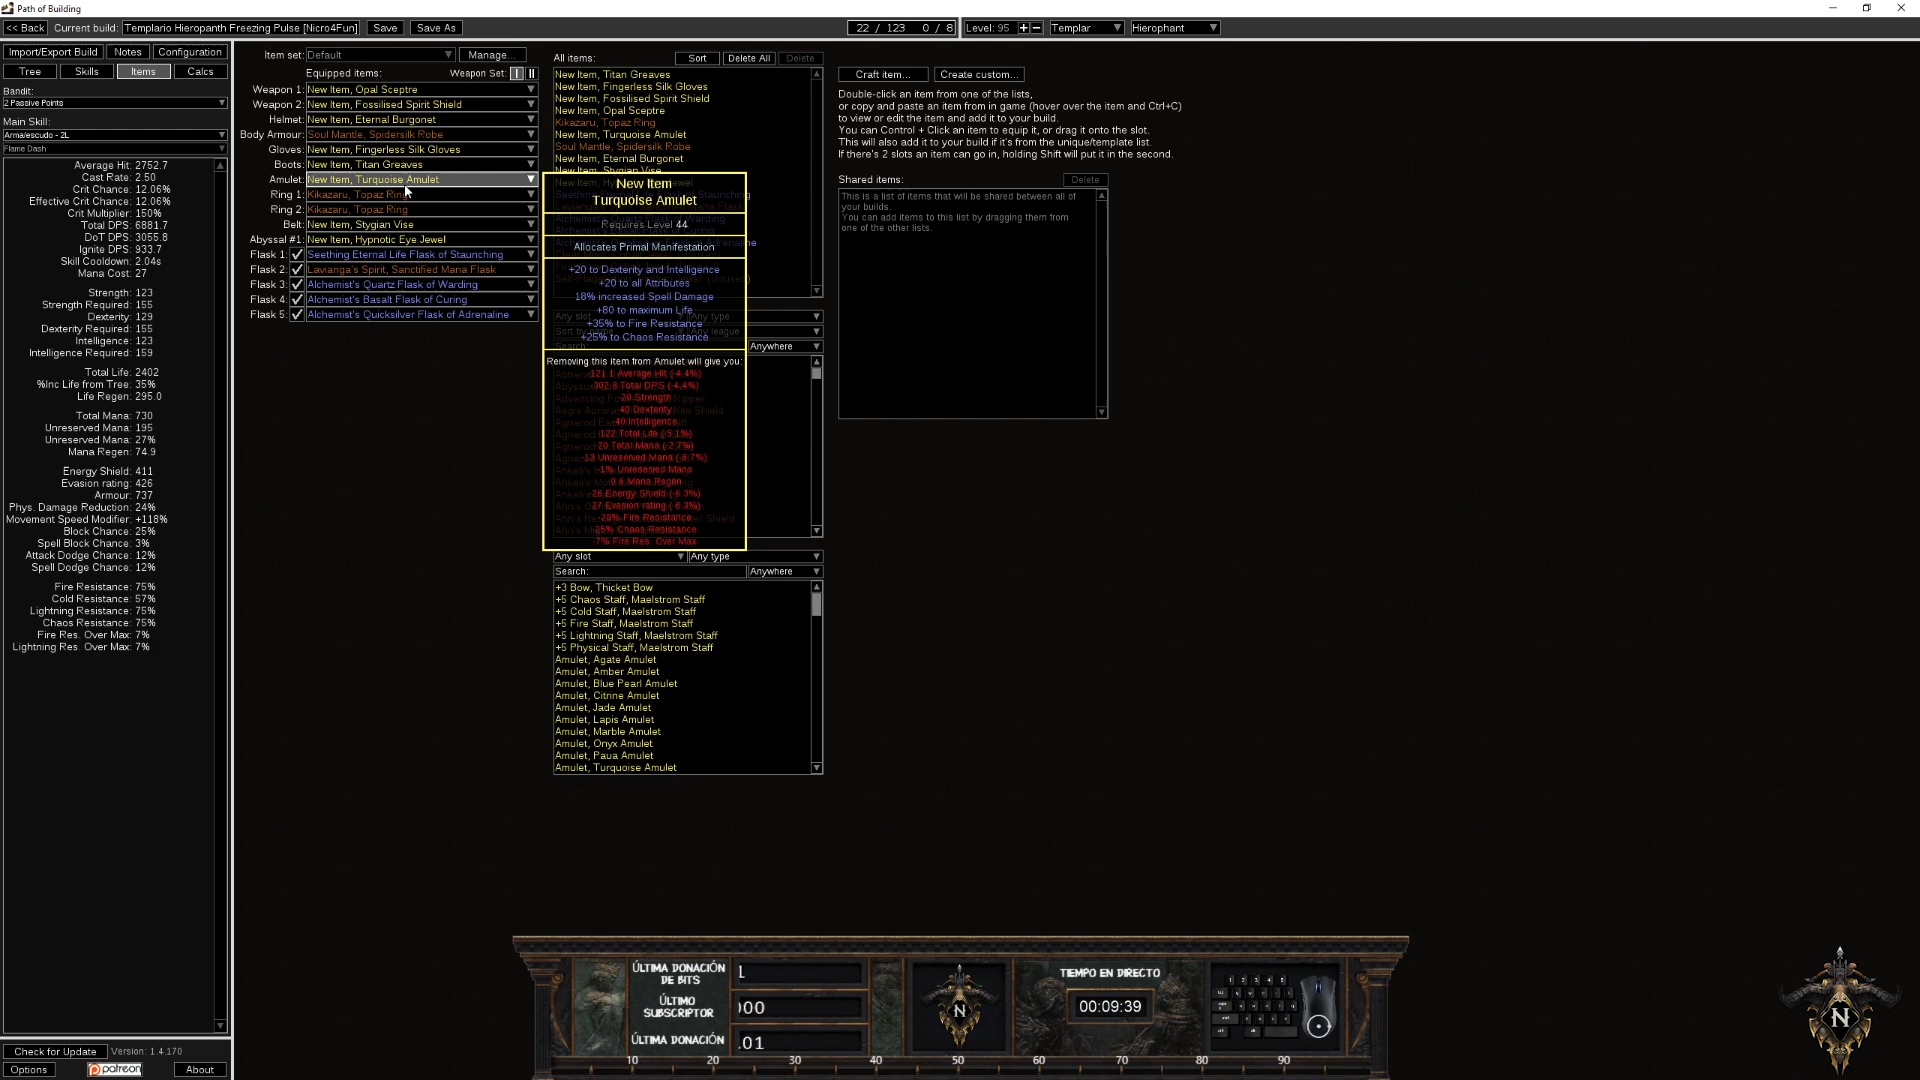 Path of Building
<< Back Current build: Templario Hieropanth Freezing Pulse [Nicro4Fun] Save Save As 22 / 123 0 / 8 Level: 95 Templar Hierophant
Import/Export Build Notes Configuration
Tree Skills Items Calcs
Bandit:
2 Passive Points
Main Skill:
Arma/escudo - 2L
Flame Dash
Average Hit: 2752.7
Cast Rate: 2.50
Crit Chance: 12.06%
Effective Crit Chance: 12.06%
Crit Multiplier: 150%
Total DPS: 6881.7
DoT DPS: 3055.8
Ignite DPS: 933.7
Skill Cooldown: 2.04s
Mana Cost: 27
Strength: 123
Strength Required: 155
Dexterity: 129
Dexterity Required: 155
Intelligence: 123
Intelligence Required: 159
Total Life: 2402
%Inc Life from Tree: 35%
Life Regen: 295.0
Total Mana: 730
Unreserved Mana: 195
Unreserved Mana: 27%
Mana Regen: 74.9
Energy Shield: 411
Evasion rating: 426
Armour: 737
Phys. Damage Reduction: 24%
Movement Speed Modifier: +118%
Block Chance: 25%
Spell Block Chance: 3%
Attack Dodge Chance: 12%
Spell Dodge Chance: 12%
Fire Resistance: 75%
Cold Resistance: 57%
Lightning Resistance: 75%
Chaos Resistance: 75%
Fire Res. Over Max: 7%
Lightning Res. Over Max: 7%
Check for Update Version: 1.4.170
Options patreon About
Item set: Default Manage...
Equipped items: Weapon Set: I II
Weapon 1: New Item, Opal Sceptre
Weapon 2: New Item, Fossilised Spirit Shield
Helmet: New Item, Eternal Burgonet
Body Armour: Soul Mantle, Spidersilk Robe
Gloves: New Item, Fingerless Silk Gloves
Boots: New Item, Titan Greaves
Amulet: New Item, Turquoise Amulet
Ring 1: Kikazaru, Topaz Ring
Ring 2: Kikazaru, Topaz Ring
Belt: New Item, Stygian Vise
Abyssal #1: New Item, Hypnotic Eye Jewel
Flask 1: Seething Eternal Life Flask of Staunching
Flask 2: Lavianga's Spirit, Sanctified Mana Flask
Flask 3: Alchemist's Quartz Flask of Warding
Flask 4: Alchemist's Basalt Flask of Curing
Flask 5: Alchemist's Quicksilver Flask of Adrenaline
All items: Sort Delete All Delete
New Item, Titan Greaves
New Item, Fingerless Silk Gloves
New Item, Fossilised Spirit Shield
New Item, Opal Sceptre
Kikazaru, Topaz Ring
New Item, Turquoise Amulet
Soul Mantle, Spidersilk Robe
New Item, Eternal Burgonet
New Item, Stygian Vise
New Item
Turquoise Amulet
Requires Level 44
Allocates Primal Manifestation
+20 to Dexterity and Intelligence
+20 to all Attributes
18% increased Spell Damage
+80 to maximum Life
+35% to Fire Resistance
+25% to Chaos Resistance
Removing this item from Amulet will give you:
-121.1 Average Hit (-4.4%)
-302.8 Total DPS (-4.4%)
-20 Strength
-40 Dexterity
-40 Intelligence
-122 Total Life (-5.1%)
-20 Total Mana (-2.7%)
-13 Unreserved Mana (-6.7%)
-1% Unreserved Mana
-0.6 Mana Regen
-26 Energy Shield (-6.3%)
-27 Evasion rating (-6.3%)
-28% Fire Resistance
-25% Chaos Resistance
-7% Fire Res. Over Max
Anywhere
Any slot Any type
Search: Anywhere
+3 Bow, Thicket Bow
+5 Chaos Staff, Maelstrom Staff
+5 Cold Staff, Maelstrom Staff
+5 Fire Staff, Maelstrom Staff
+5 Lightning Staff, Maelstrom Staff
+5 Physical Staff, Maelstrom Staff
Amulet, Agate Amulet
Amulet, Amber Amulet
Amulet, Blue Pearl Amulet
Amulet, Citrine Amulet
Amulet, Jade Amulet
Amulet, Lapis Amulet
Amulet, Marble Amulet
Amulet, Onyx Amulet
Amulet, Paua Amulet
Amulet, Turquoise Amulet
Craft item... Create custom...
Double-click an item from one of the lists,
or copy and paste an item from in game (hover over the item and Ctrl+C)
to view or edit the item and add it to your build.
You can Control + Click an item to equip it, or drag it onto the slot.
This will also add it to your build if it's from the unique/template list.
If there's 2 slots an item can go in, holding Shift will put it in the second.
Shared items: Delete
This is a list of items that will be shared between all of
your builds.
You can add items to this list by dragging them from
one of the other lists.
ÚLTIMA DONACIÓN
DE BITS
ÚLTIMO
SUBSCRIPTOR
00
ÚLTIMA DONACIÓN
.01
N
TIEMPO EN DIRECTO
00:09:39
10 20 30 40 50 60 70 80 90
N